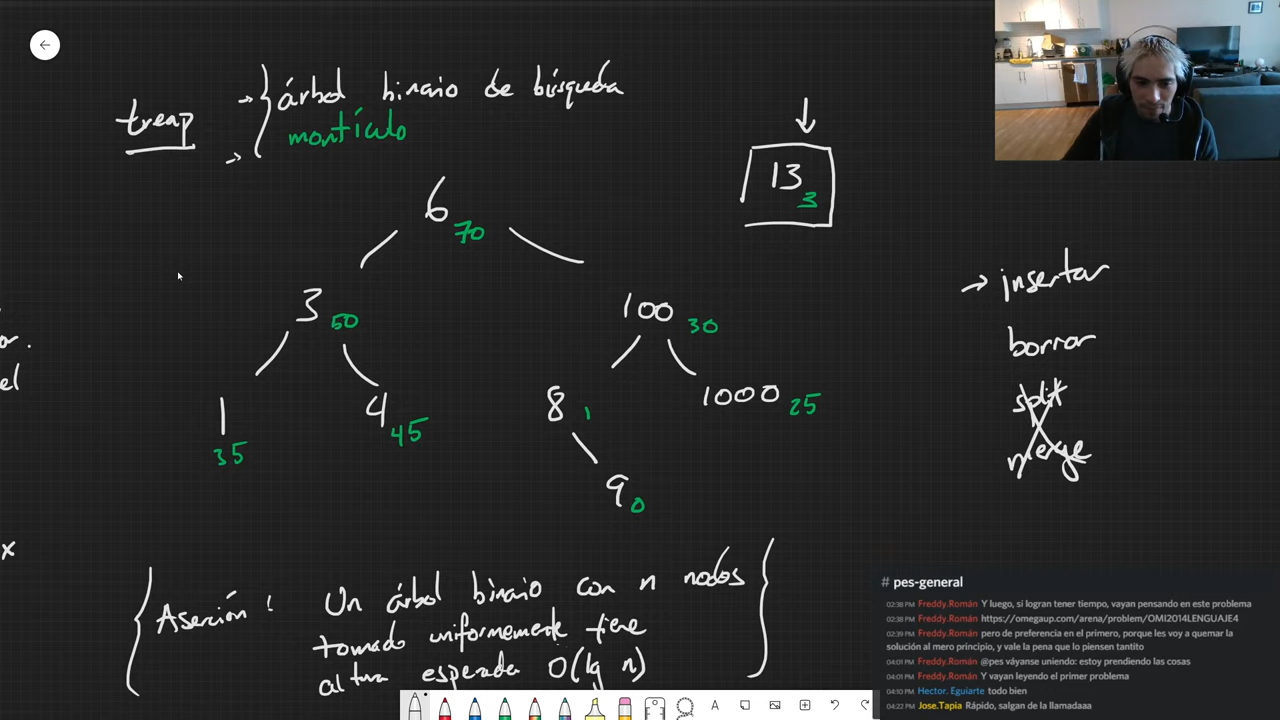 treap
árbol binario de búsqueda
montículo
13
3
6
70
3
50
100
30
1
35
4
45
8
1
1000
25
9
0
insertar
borrar
split
merge
or.
el
x
Aserción: Un árbol binario con n nodos
tomado uniformemente tiene
altura esperada O(lg n)
# pes-general
02:38 PM Freddy.Román Y luego, si logran tener tiempo, vayan pensando en este problema
02:38 PM Freddy.Román https://omegaup.com/arena/problem/OMI2014LENGUAJE4
02:39 PM Freddy.Román pero de preferencia en el primero, porque les voy a quemar la
solución al mero principio, y vale la pena que lo piensen tantito
04:01 PM Freddy.Román @pes váyanse uniendo: estoy prendiendo las cosas
04:01 PM Freddy.Román Y vayan leyendo el primer problema
04:10 PM Hector. Eguiarte todo bien
04:22 PM Jose.Tapia Rápido, salgan de la llamadaaa
A